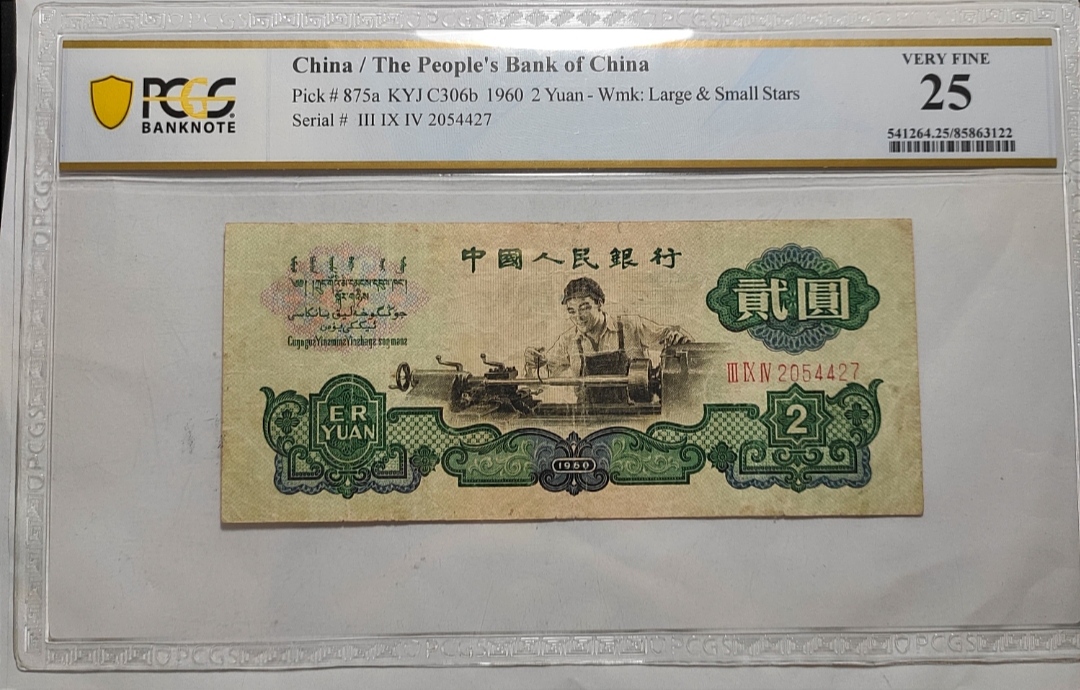 PCGS
BANKNOTE
China / The People's Bank of China
Pick # 875a KYJ C306b 1960 2 Yuan - Wmk: Large & Small Stars
Serial # III IX IV 2054427
VERY FINE
25
541264.25/85863122
中國人民銀行
貳圓
III IX IV 2054427
ER
YUAN
2
1960